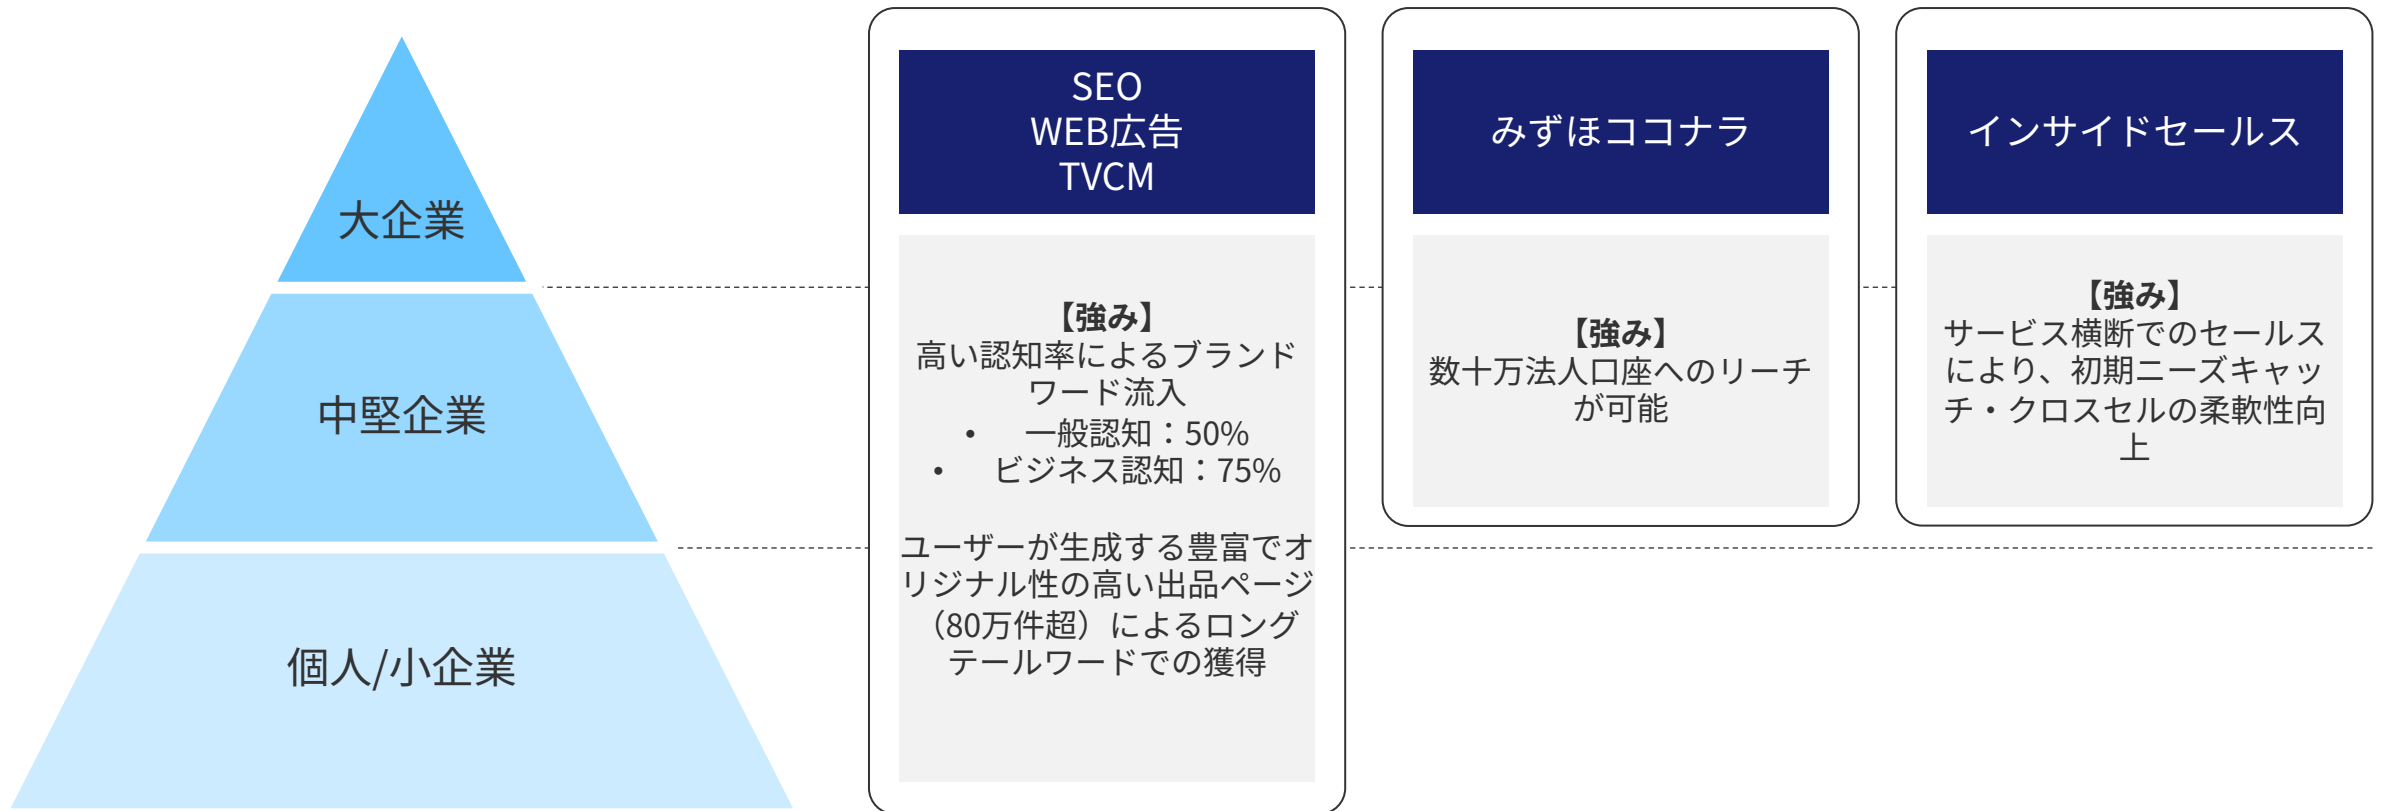 大企業
中堅企業
個人/小企業
SEO
WEB広告
TVCM
【強み】
高い認知率によるブランド
ワード流入
• 一般認知：50%
• ビジネス認知：75%
ユーザーが生成する豊富でオ
リジナル性の高い出品ページ
（80万件超）によるロング
テールワードでの獲得
みずほココナラ
【強み】
数十万法人口座へのリーチ
が可能
インサイドセールス
【強み】
サービス横断でのセールス
により、初期ニーズキャッ
チ・クロスセルの柔軟性向
上